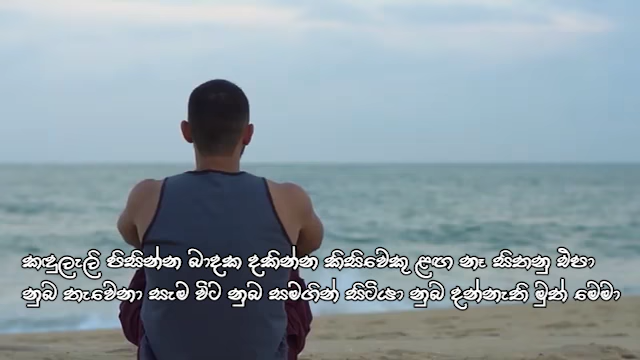 කඳුලැලි පිසින්න බාදක දකින්න කිසිවෙකු ළඟ නෑ සිතනු එපා
නුබ තැවෙනා සැම විට නුබ සමගින් සිටියා නුබ දන්නැති මුත් මෙමා